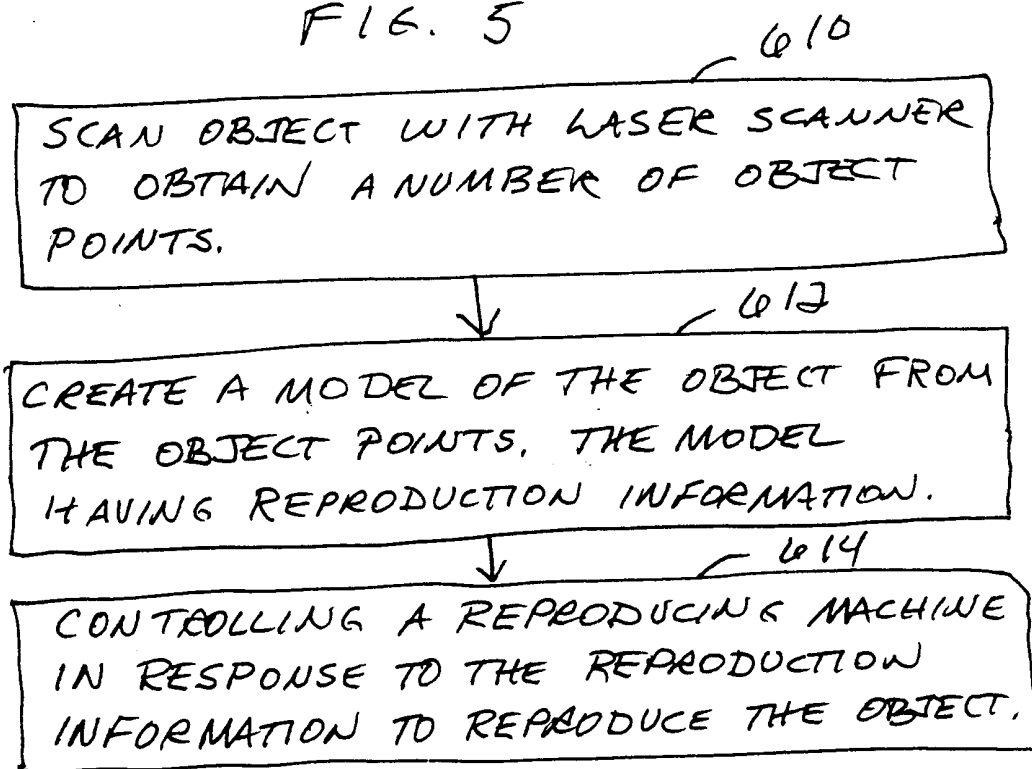 FIG. 5
610
SCAN OBJECT WITH LASER SCANNER
TO OBTAIN A NUMBER OF OBJECT
POINTS.
612
CREATE A MODEL OF THE OBJECT FROM
THE OBJECT POINTS. THE MODEL
HAVING REPRODUCTION INFORMATION.
614
CONTROLLING A REPRODUCING MACHINE
IN RESPONSE TO THE REPRODUCTION
INFORMATION TO REPRODUCE THE OBJECT.